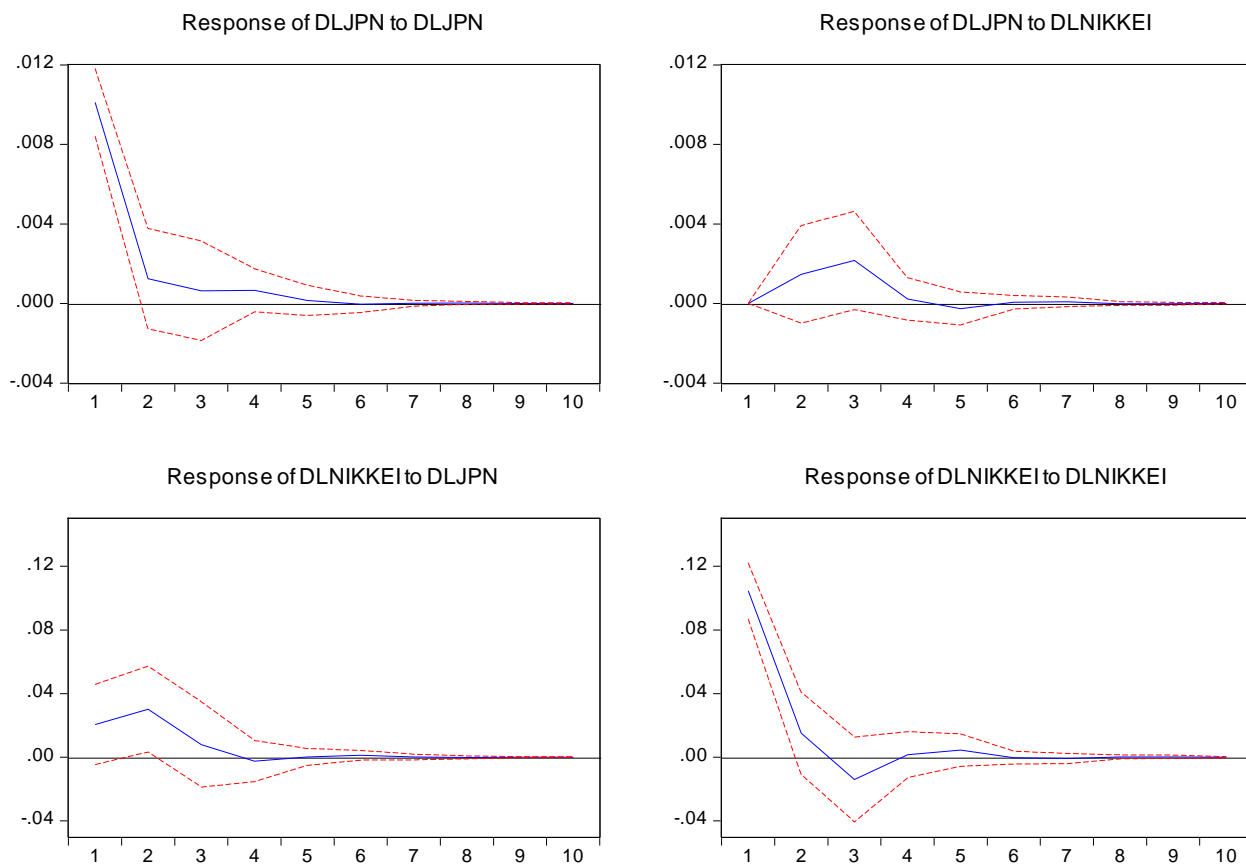 Response of DLJPN to DLJPN
.012
.008
.004
.000
-.004
1 2 3 4 5 6 7 8 9 10
Response of DLJPN to DLNIKKEI
.012
.008
.004
.000
-.004
1 2 3 4 5 6 7 8 9 10
Response of DLNIKKEI to DLJPN
.12
.08
.04
.00
-.04
1 2 3 4 5 6 7 8 9 10
Response of DLNIKKEI to DLNIKKEI
.12
.08
.04
.00
-.04
1 2 3 4 5 6 7 8 9 10